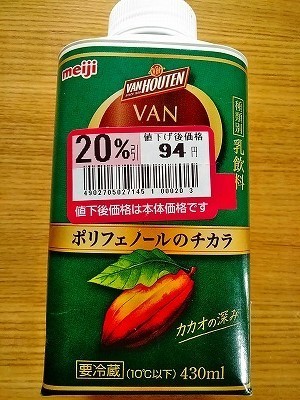 meiji
VAN HOUTEN
VAN
種類別 乳飲料
20%引
値下げ後価格
94円
4902705027145 1 00020 3
値下後価格は本体価格です
ポリフェノールのチカラ
カカオの深み
要冷蔵 (10℃以下) 430ml